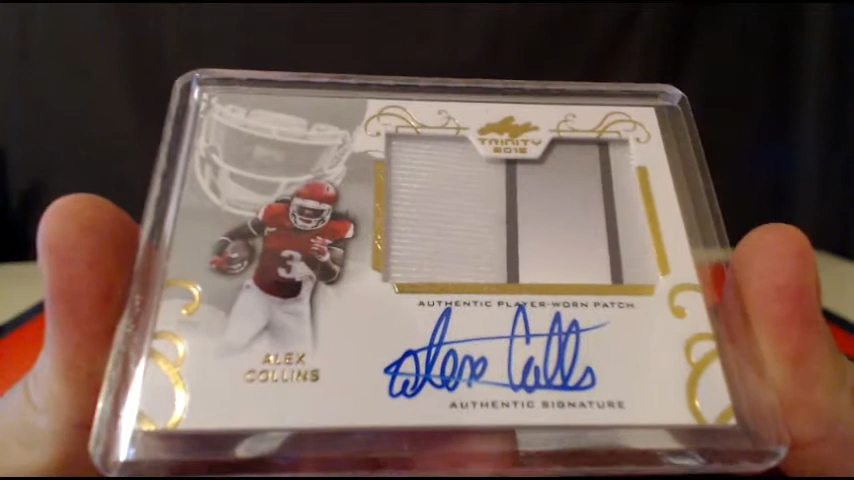 TRINITY
2016
3
AUTHENTIC PLAYER-WORN PATCH
ALEX
COLLINS
Alex Collins
AUTHENTIC SIGNATURE